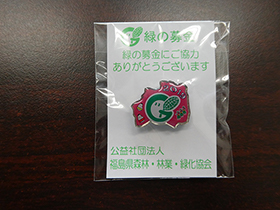 緑の募金
緑の募金にご協力
ありがとうございます
公益社団法人
福島県森林・林業・緑化協会